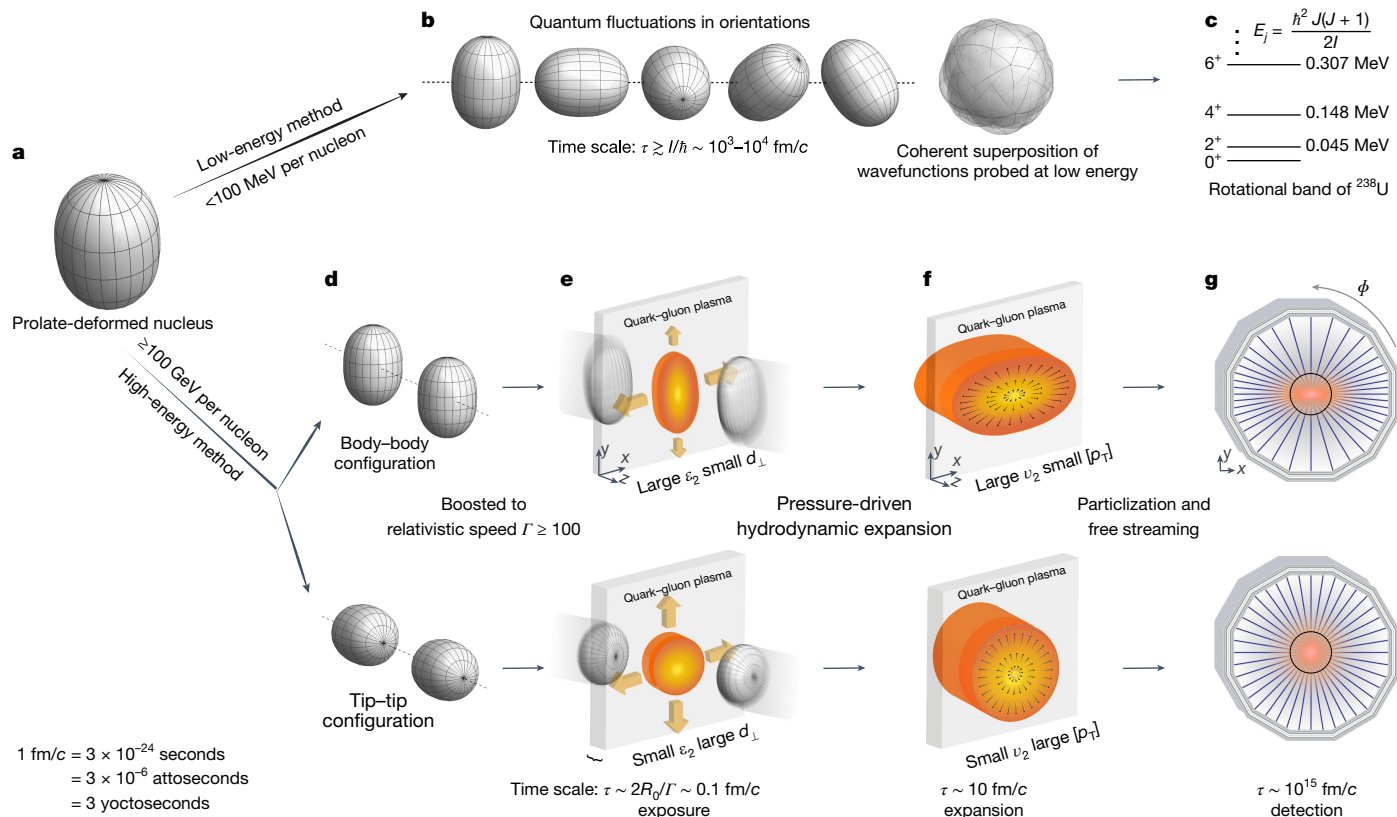 a
Prolate-deformed nucleus
Low-energy method
<100 MeV per nucleon
≥100 GeV per nucleon
High-energy method
b
Quantum fluctuations in orientations
Time scale: τ ≳ I/ħ ~ 10³–10⁴ fm/c
Coherent superposition of
wavefunctions probed at low energy
c
E_j = ħ² J(J + 1) / 2I
6⁺ 0.307 MeV
4⁺ 0.148 MeV
2⁺ 0.045 MeV
0⁺
Rotational band of ²³⁸U
d
Body–body
configuration
Boosted to
relativistic speed Γ ≥ 100
Tip–tip
configuration
e
Quark–gluon plasma
y
x
z
Large ε₂ small d⊥
Quark–gluon plasma
Small ε₂ large d⊥
Time scale: τ ~ 2R₀/Γ ~ 0.1 fm/c
exposure
Pressure-driven
hydrodynamic expansion
f
Quark–gluon plasma
y
x
z
Large υ₂ small [p_T]
Quark–gluon plasma
Small υ₂ large [p_T]
τ ~ 10 fm/c
expansion
Particlization and
free streaming
g
ϕ
y
x
τ ~ 10¹⁵ fm/c
detection
1 fm/c = 3 × 10⁻²⁴ seconds
= 3 × 10⁻⁶ attoseconds
= 3 yoctoseconds